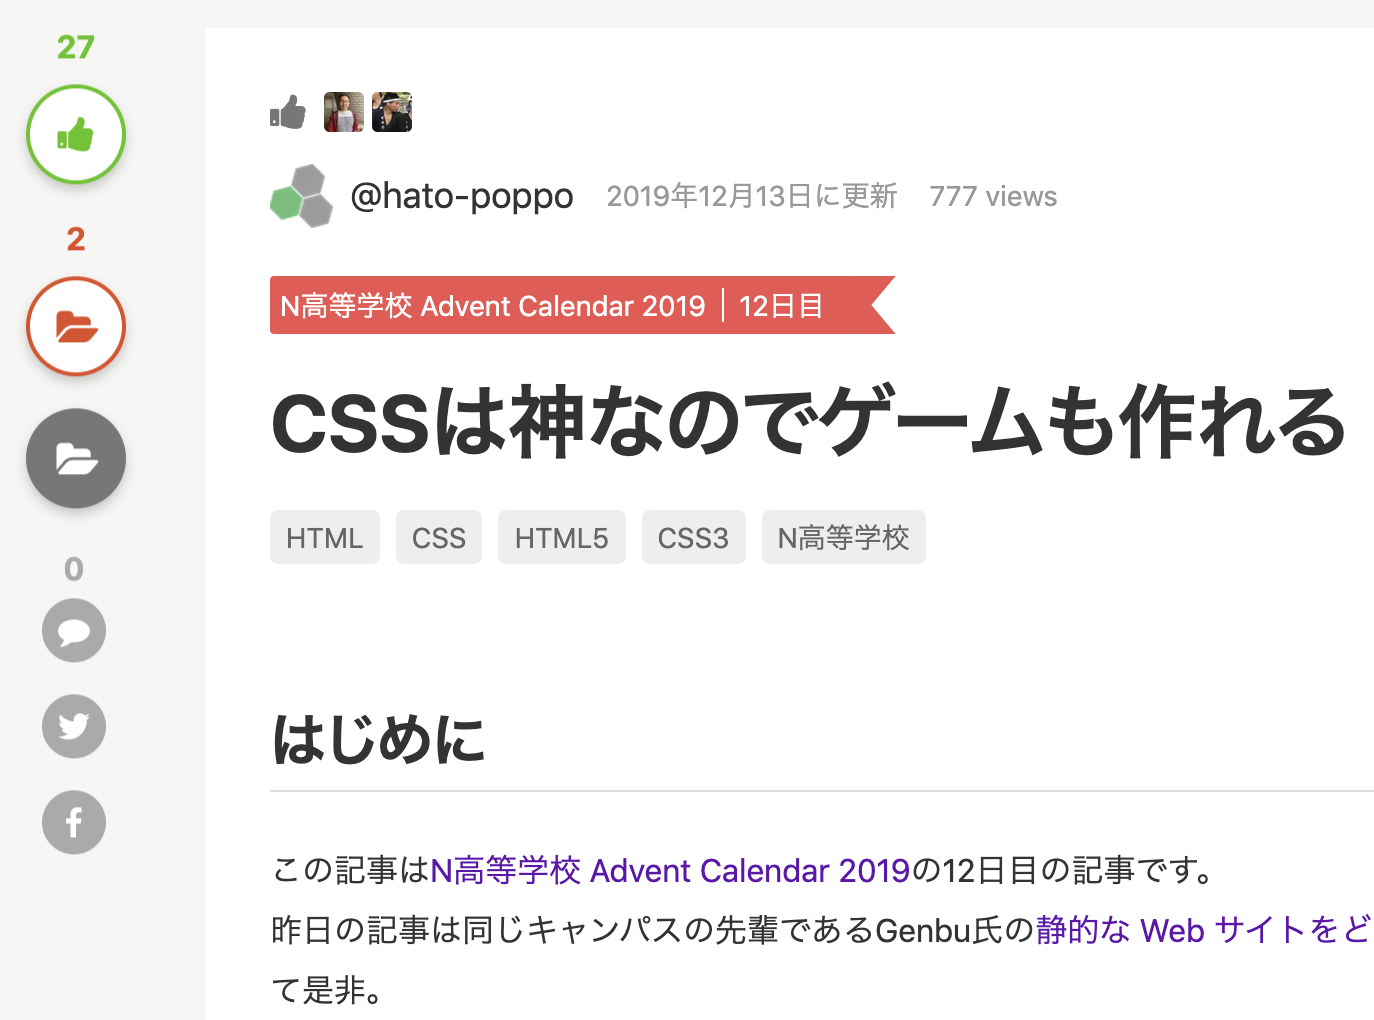 27
2
0
@hato-poppo 2019年12月13日に更新 777 views
N高等学校 Advent Calendar 2019 | 12日目
CSSは神なのでゲームも作れる
HTML CSS HTML5 CSS3 N高等学校
はじめに
この記事はN高等学校 Advent Calendar 2019の12日目の記事です。
昨日の記事は同じキャンパスの先輩であるGenbu氏の静的な Web サイトをど
て是非。